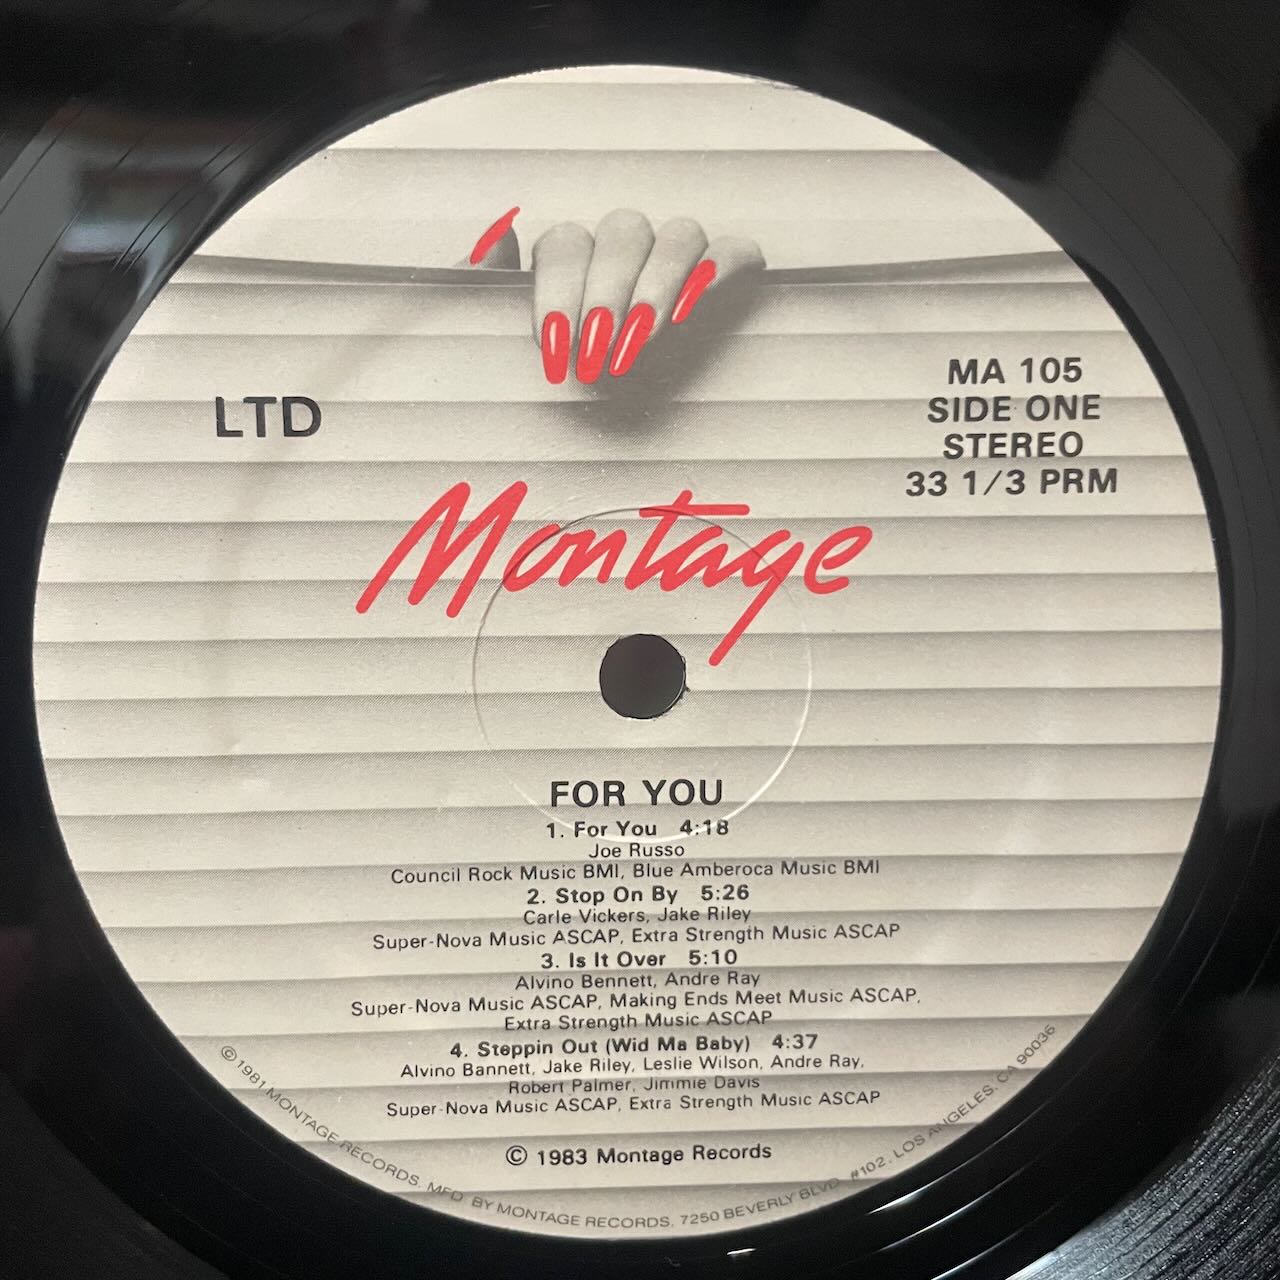 LTD
MA 105
SIDE ONE
STEREO
33 1/3 PRM
Montage
FOR YOU
1. For You 4:18
Joe Russo
Council Rock Music BMI, Blue Amberoca Music BMI
2. Stop On By 5:26
Carle Vickers, Jake Riley
Super-Nova Music ASCAP, Extra Strength Music ASCAP
3. Is It Over 5:10
Alvino Bennett, Andre Ray
Super-Nova Music ASCAP, Making Ends Meet Music ASCAP,
Extra Strength Music ASCAP
4. Steppin Out (Wid Ma Baby) 4:37
Alvino Bannett, Jake Riley, Leslie Wilson, Andre Ray,
Robert Palmer, Jimmie Davis
Super-Nova Music ASCAP, Extra Strength Music ASCAP
© 1983 Montage Records
©1981 MONTAGE RECORDS, MFD. BY MONTAGE RECORDS, 7250 BEVERLY BLVD. #102, LOS ANGELES, CA 90036